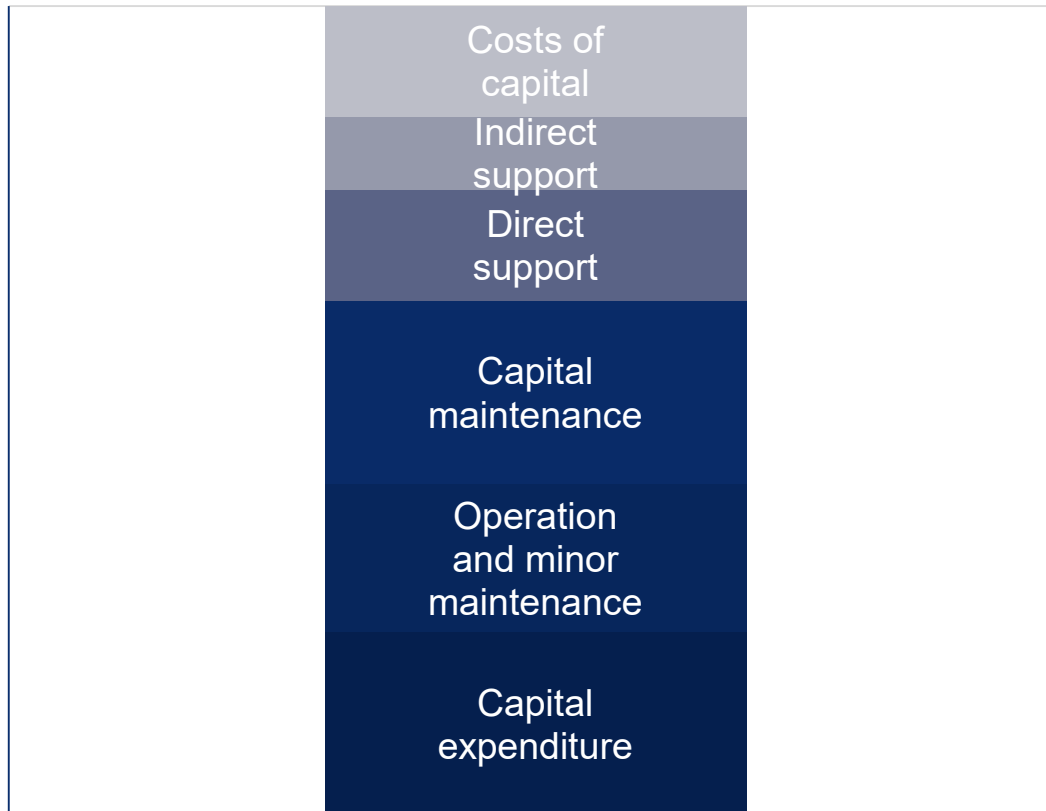 Costs of
capital
Indirect
support
Direct
support
Capital
maintenance
Operation
and minor
maintenance
Capital
expenditure